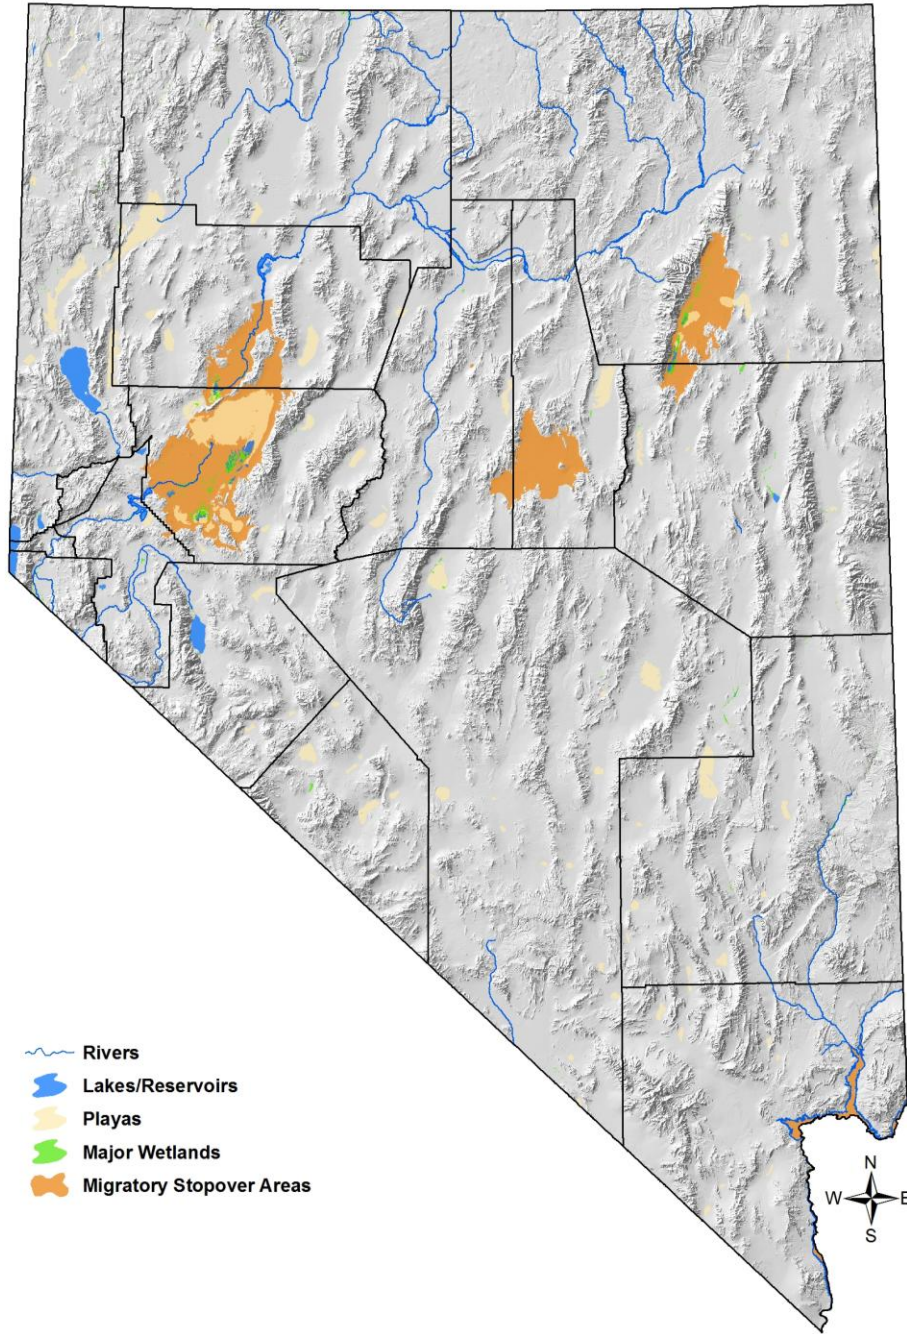 Rivers
Lakes/Reservoirs
Playas
Major Wetlands
Migratory Stopover Areas
N
W E
S